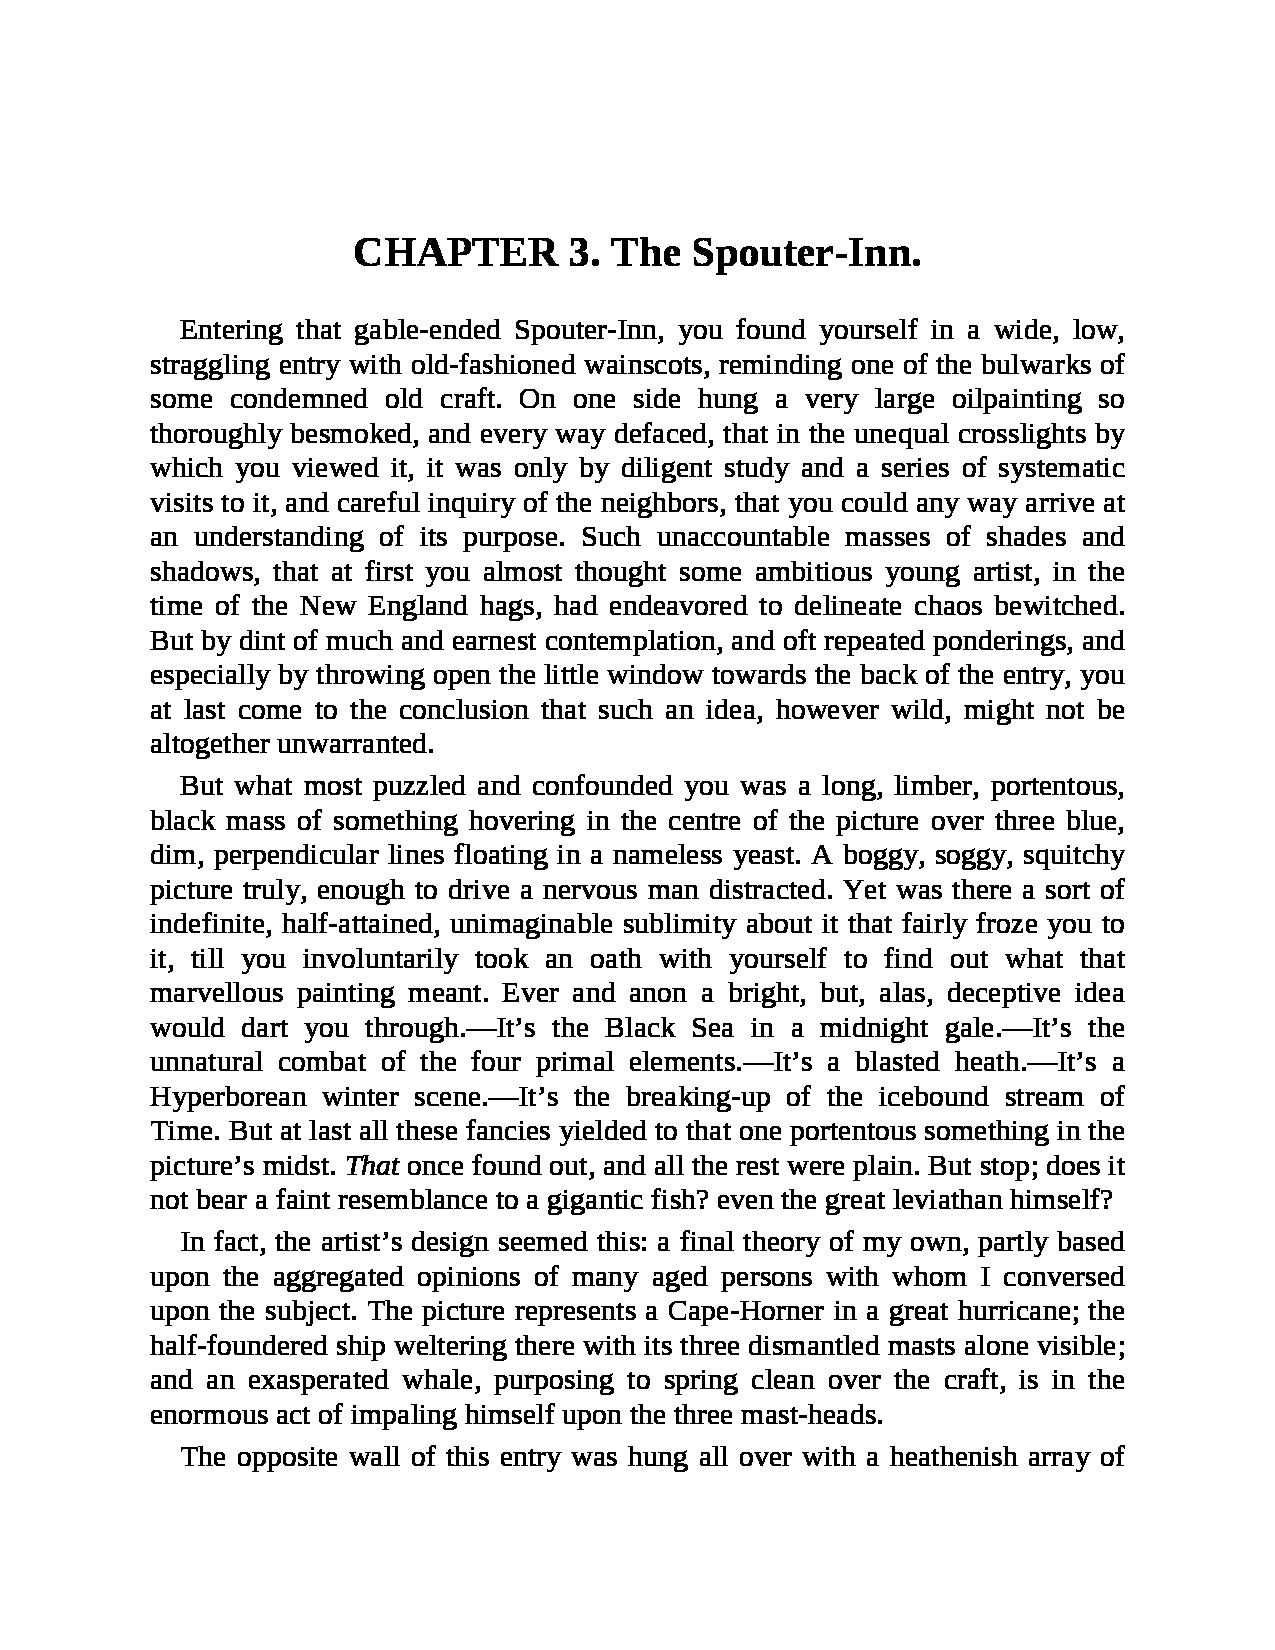 CHAPTER 3. The Spouter-Inn.
Entering that gable-ended Spouter-Inn, you found yourself in a wide, low,
straggling entry with old-fashioned wainscots, reminding one of the bulwarks of
some condemned old craft. On one side hung a very large oilpainting so
thoroughly besmoked, and every way defaced, that in the unequal crosslights by
which you viewed it, it was only by diligent study and a series of systematic
visits to it, and careful inquiry of the neighbors, that you could any way arrive at
an understanding of its purpose. Such unaccountable masses of shades and
shadows, that at first you almost thought some ambitious young artist, in the
time of the New England hags, had endeavored to delineate chaos bewitched.
But by dint of much and earnest contemplation, and oft repeated ponderings, and
especially by throwing open the little window towards the back of the entry, you
at last come to the conclusion that such an idea, however wild, might not be
altogether unwarranted.
But what most puzzled and confounded you was a long, limber, portentous,
black mass of something hovering in the centre of the picture over three blue,
dim, perpendicular lines floating in a nameless yeast. A boggy, soggy, squitchy
picture truly, enough to drive a nervous man distracted. Yet was there a sort of
indefinite, half-attained, unimaginable sublimity about it that fairly froze you to
it, till you involuntarily took an oath with yourself to find out what that
marvellous painting meant. Ever and anon a bright, but, alas, deceptive idea
would dart you through.—It’s the Black Sea in a midnight gale.—It’s the
unnatural combat of the four primal elements.—It’s a blasted heath.—It’s a
Hyperborean winter scene.—It’s the breaking-up of the icebound stream of
Time. But at last all these fancies yielded to that one portentous something in the
picture’s midst. That once found out, and all the rest were plain. But stop; does it
not bear a faint resemblance to a gigantic fish? even the great leviathan himself?
In fact, the artist’s design seemed this: a final theory of my own, partly based
upon the aggregated opinions of many aged persons with whom I conversed
upon the subject. The picture represents a Cape-Horner in a great hurricane; the
half-foundered ship weltering there with its three dismantled masts alone visible;
and an exasperated whale, purposing to spring clean over the craft, is in the
enormous act of impaling himself upon the three mast-heads.
The opposite wall of this entry was hung all over with a heathenish array of